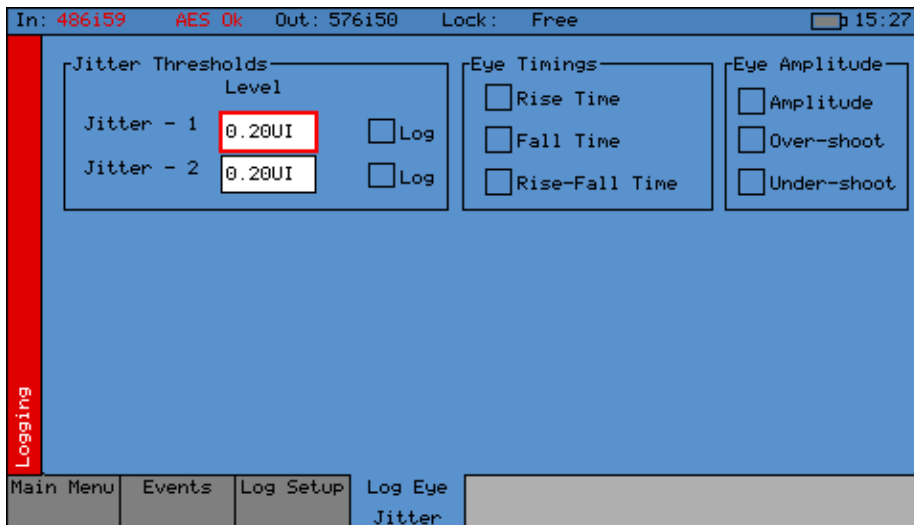 In: 486i59 AES Ok Out: 576i50 Lock: Free 15:27
Jitter Thresholds
Level
Jitter - 1 0.20UI Log
Jitter - 2 0.20UI Log
Eye Timings
Rise Time
Fall Time
Rise-Fall Time
Eye Amplitude
Amplitude
Over-shoot
Under-shoot
Logging
Main Menu Events Log Setup Log Eye
Jitter